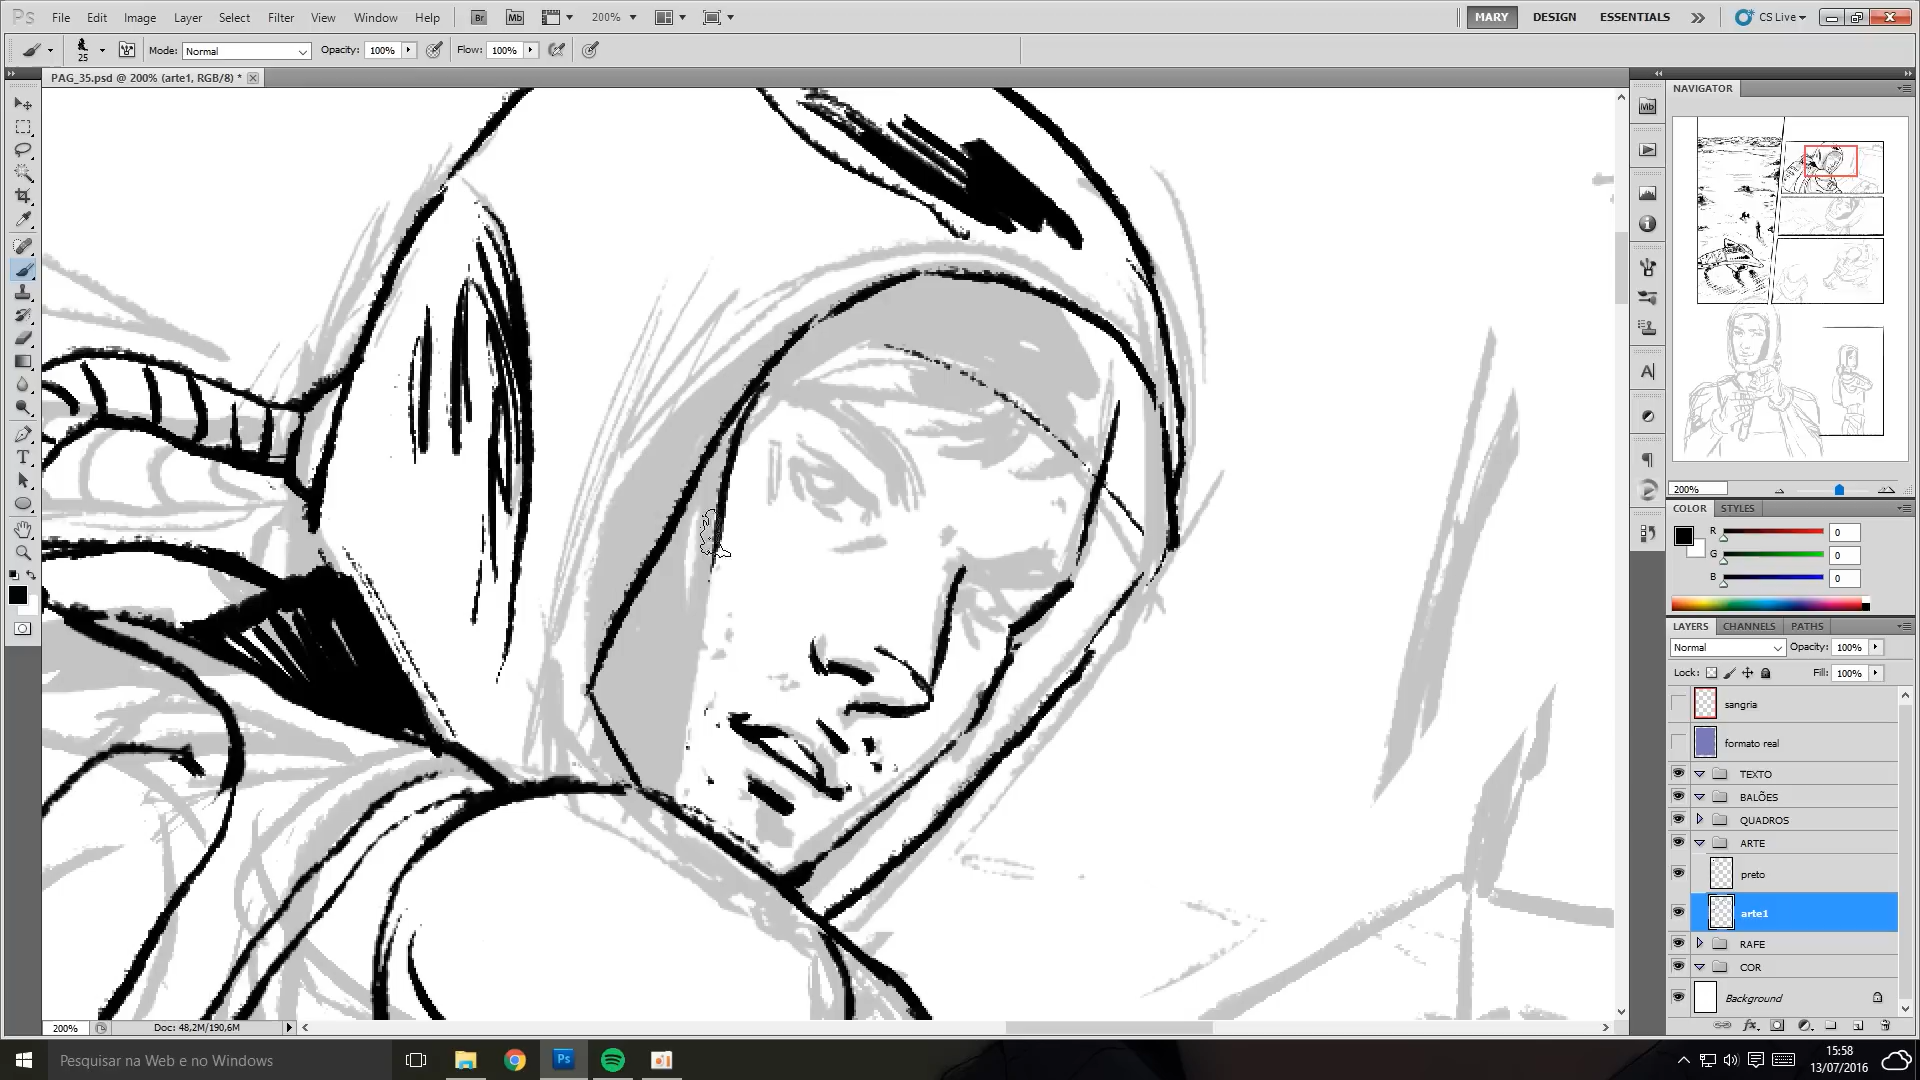 Ps File Edit Image Layer Select Filter View Window Help Br Mb 200% MARY DESIGN ESSENTIALS CS Live
25 Mode: Normal Opacity: 100% Flow: 100%
PAG_35.psd @ 200% (arte1, RGB/8) *
NAVIGATOR
Mb
200%
COLOR STYLES
R 0
G 0
B 0
LAYERS CHANNELS PATHS
Normal Opacity: 100%
Lock: Fill: 100%
sangria
formato real
TEXTO
BALÕES
QUADROS
ARTE
preto
arte1
RAFE
COR
Background
200% Doc: 48,2M/190,6M
Pesquisar na Web e no Windows
Ps
15:58
13/07/2016